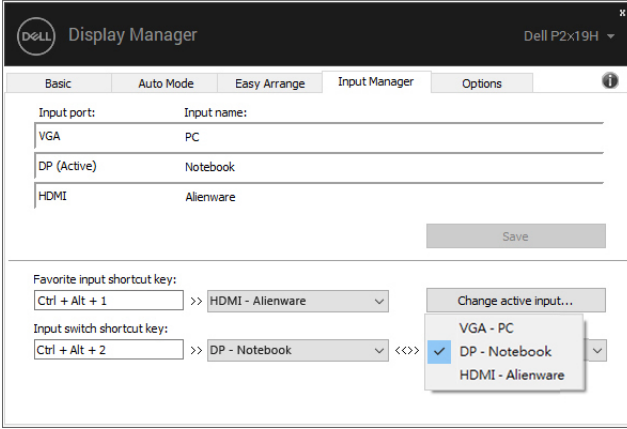 x
DELL Display Manager Dell P2x19H
Basic Auto Mode Easy Arrange Input Manager Options i
Input port: Input name:
VGA PC
DP (Active) Notebook
HDMI Alienware
Save
Favorite input shortcut key:
Ctrl + Alt + 1 >> HDMI - Alienware Change active input...
Input switch shortcut key:
Ctrl + Alt + 2 >> DP - Notebook <<>>
VGA - PC
DP - Notebook
HDMI - Alienware